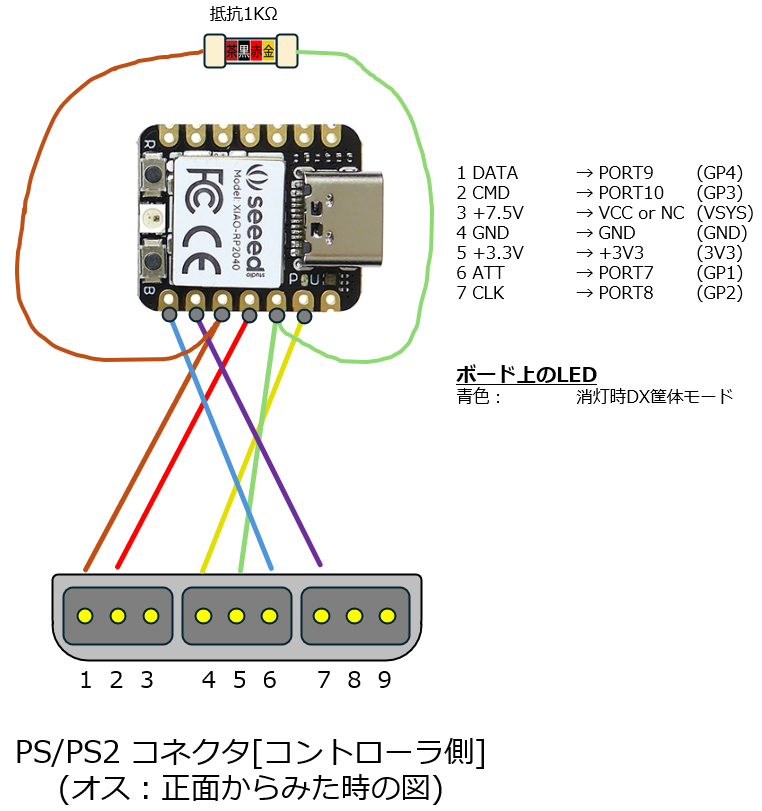 抵抗1KΩ
茶黒赤金
R
B
seeed
studio
Model: XIAO-RP2040
FC CE
1 DATA → PORT9 (GP4)
2 CMD → PORT10 (GP3)
3 +7.5V → VCC or NC (VSYS)
4 GND → GND (GND)
5 +3.3V → +3V3 (3V3)
6 ATT → PORT7 (GP1)
7 CLK → PORT8 (GP2)
ボード上のLED
青色： 消灯時DX筐体モード
1 2 3 4 5 6 7 8 9
PS/PS2 コネクタ[コントローラ側]
(オス：正面からみた時の図)